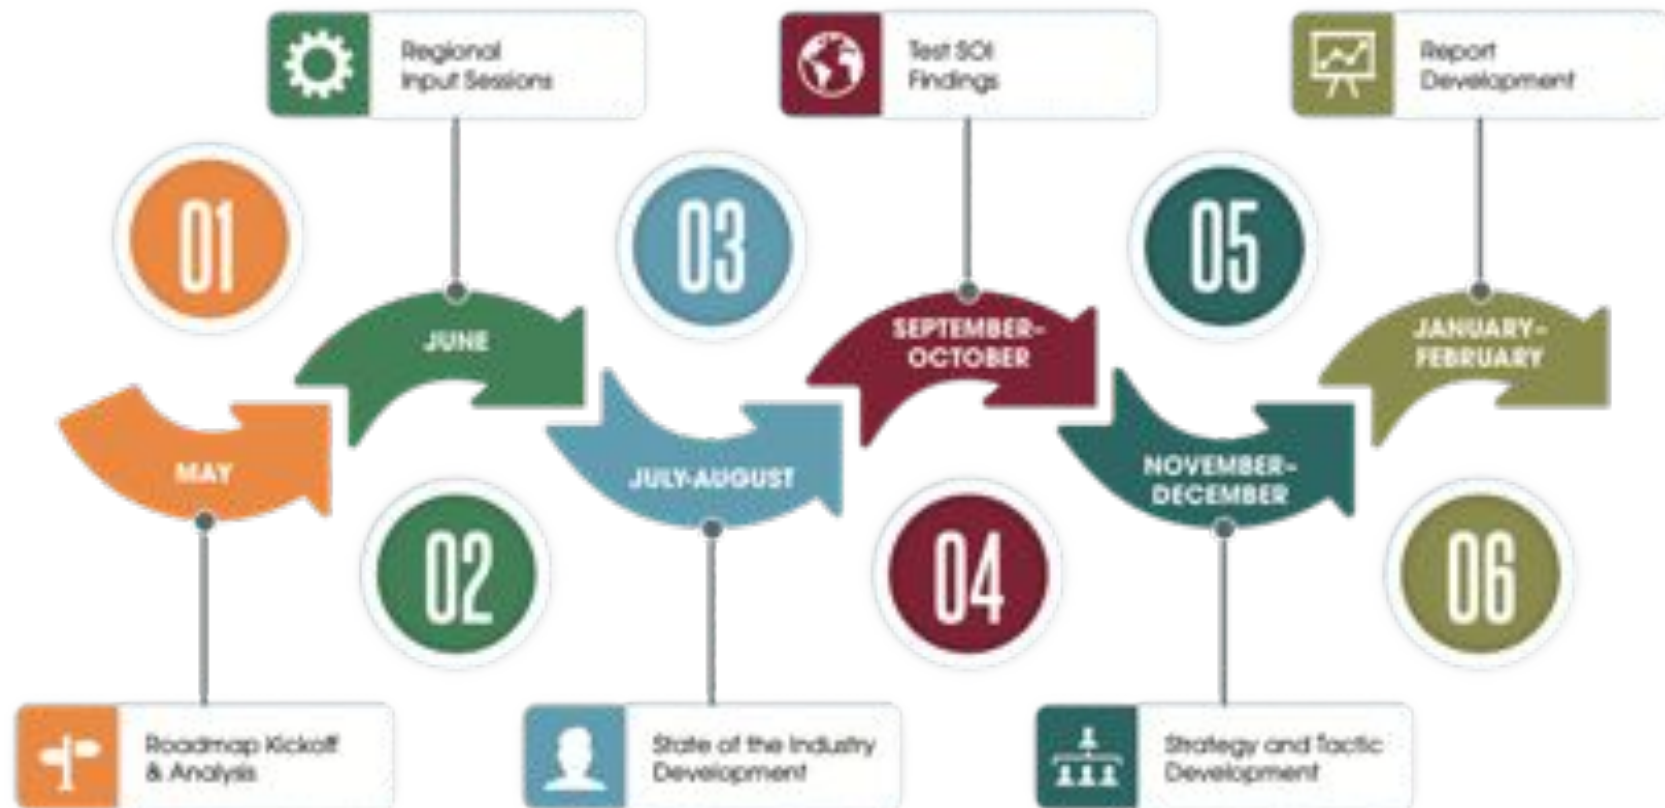 01
MAY
Roadmap Kickoff
& Analysis
Regional
Input Sessions
JUNE
02
03
JULY-AUGUST
State of the Industry
Development
Test SOI
Findings
SEPTEMBER-
OCTOBER
04
05
NOVEMBER-
DECEMBER
Strategy and Tactic
Development
Report
Development
JANUARY-
FEBRUARY
06